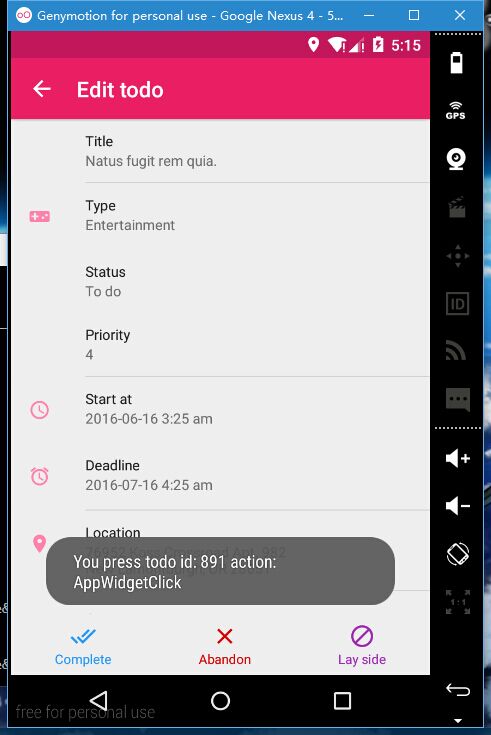 Genymotion for personal use - Google Nexus 4 - 5...
5:15
Edit todo
GPS
Title
Natus fugit rem quia.
Type
Entertainment
Status
To do
ID
Priority
4
Start at
2016-06-16 3:25 am
Deadline
2016-07-16 4:25 am
Location
You press todo id: 891 action:
AppWidgetClick
1:1
Complete
Abandon
Lay side
free for personal use